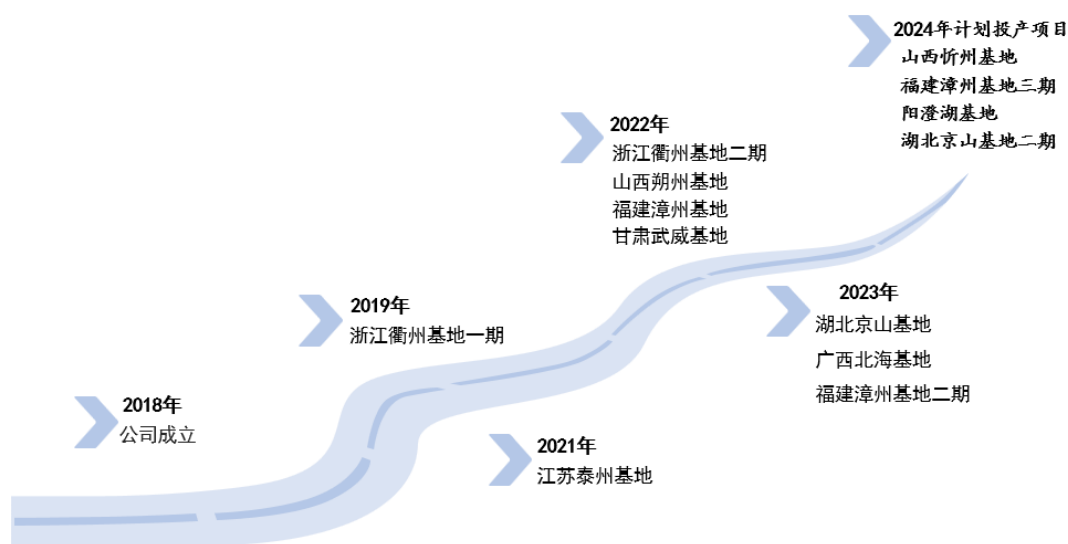 2018年
公司成立
2019年
浙江衢州基地一期
2021年
江苏泰州基地
2022年
浙江衢州基地二期
山西朔州基地
福建漳州基地
甘肃武威基地
2023年
湖北京山基地
广西北海基地
福建漳州基地二期
2024年计划投产项目
山西忻州基地
福建漳州基地三期
阳澄湖基地
湖北京山基地二期